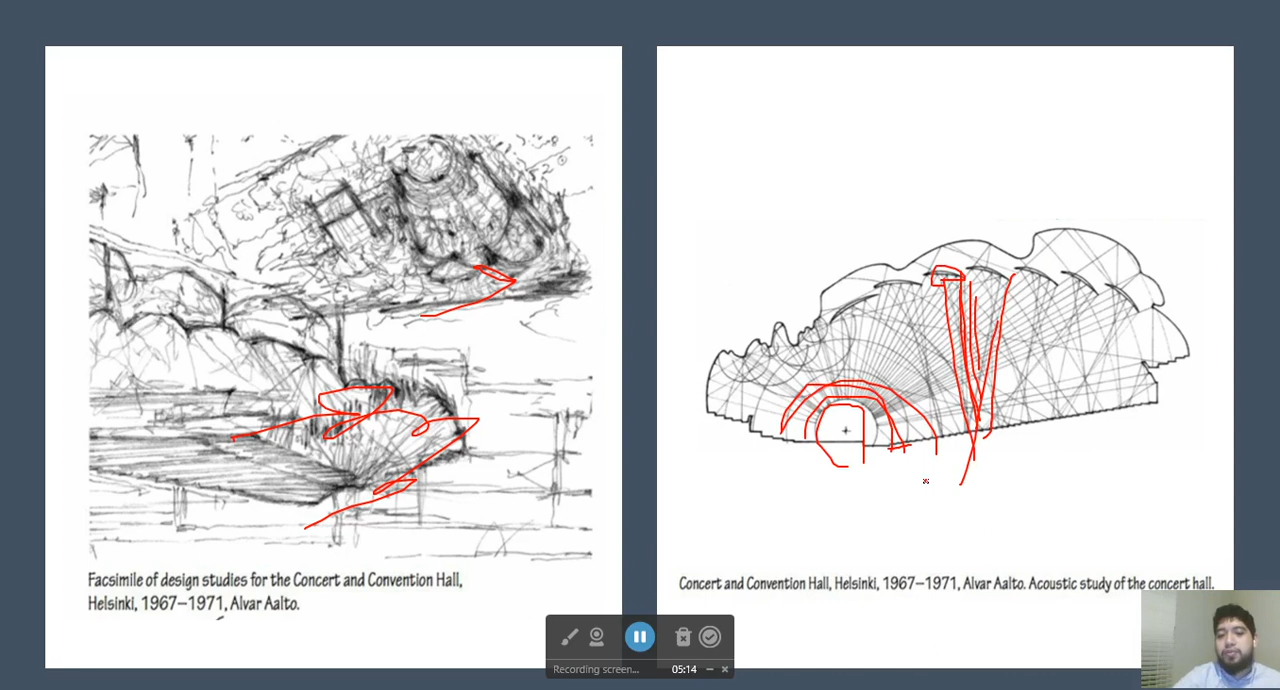 Facsimile of design studies for the Concert and Convention Hall,
Helsinki, 1967–1971, Alvar Aalto.
Concert and Convention Hall, Helsinki, 1967–1971, Alvar Aalto. Acoustic study of the concert hall.
Recording screen... 05:14